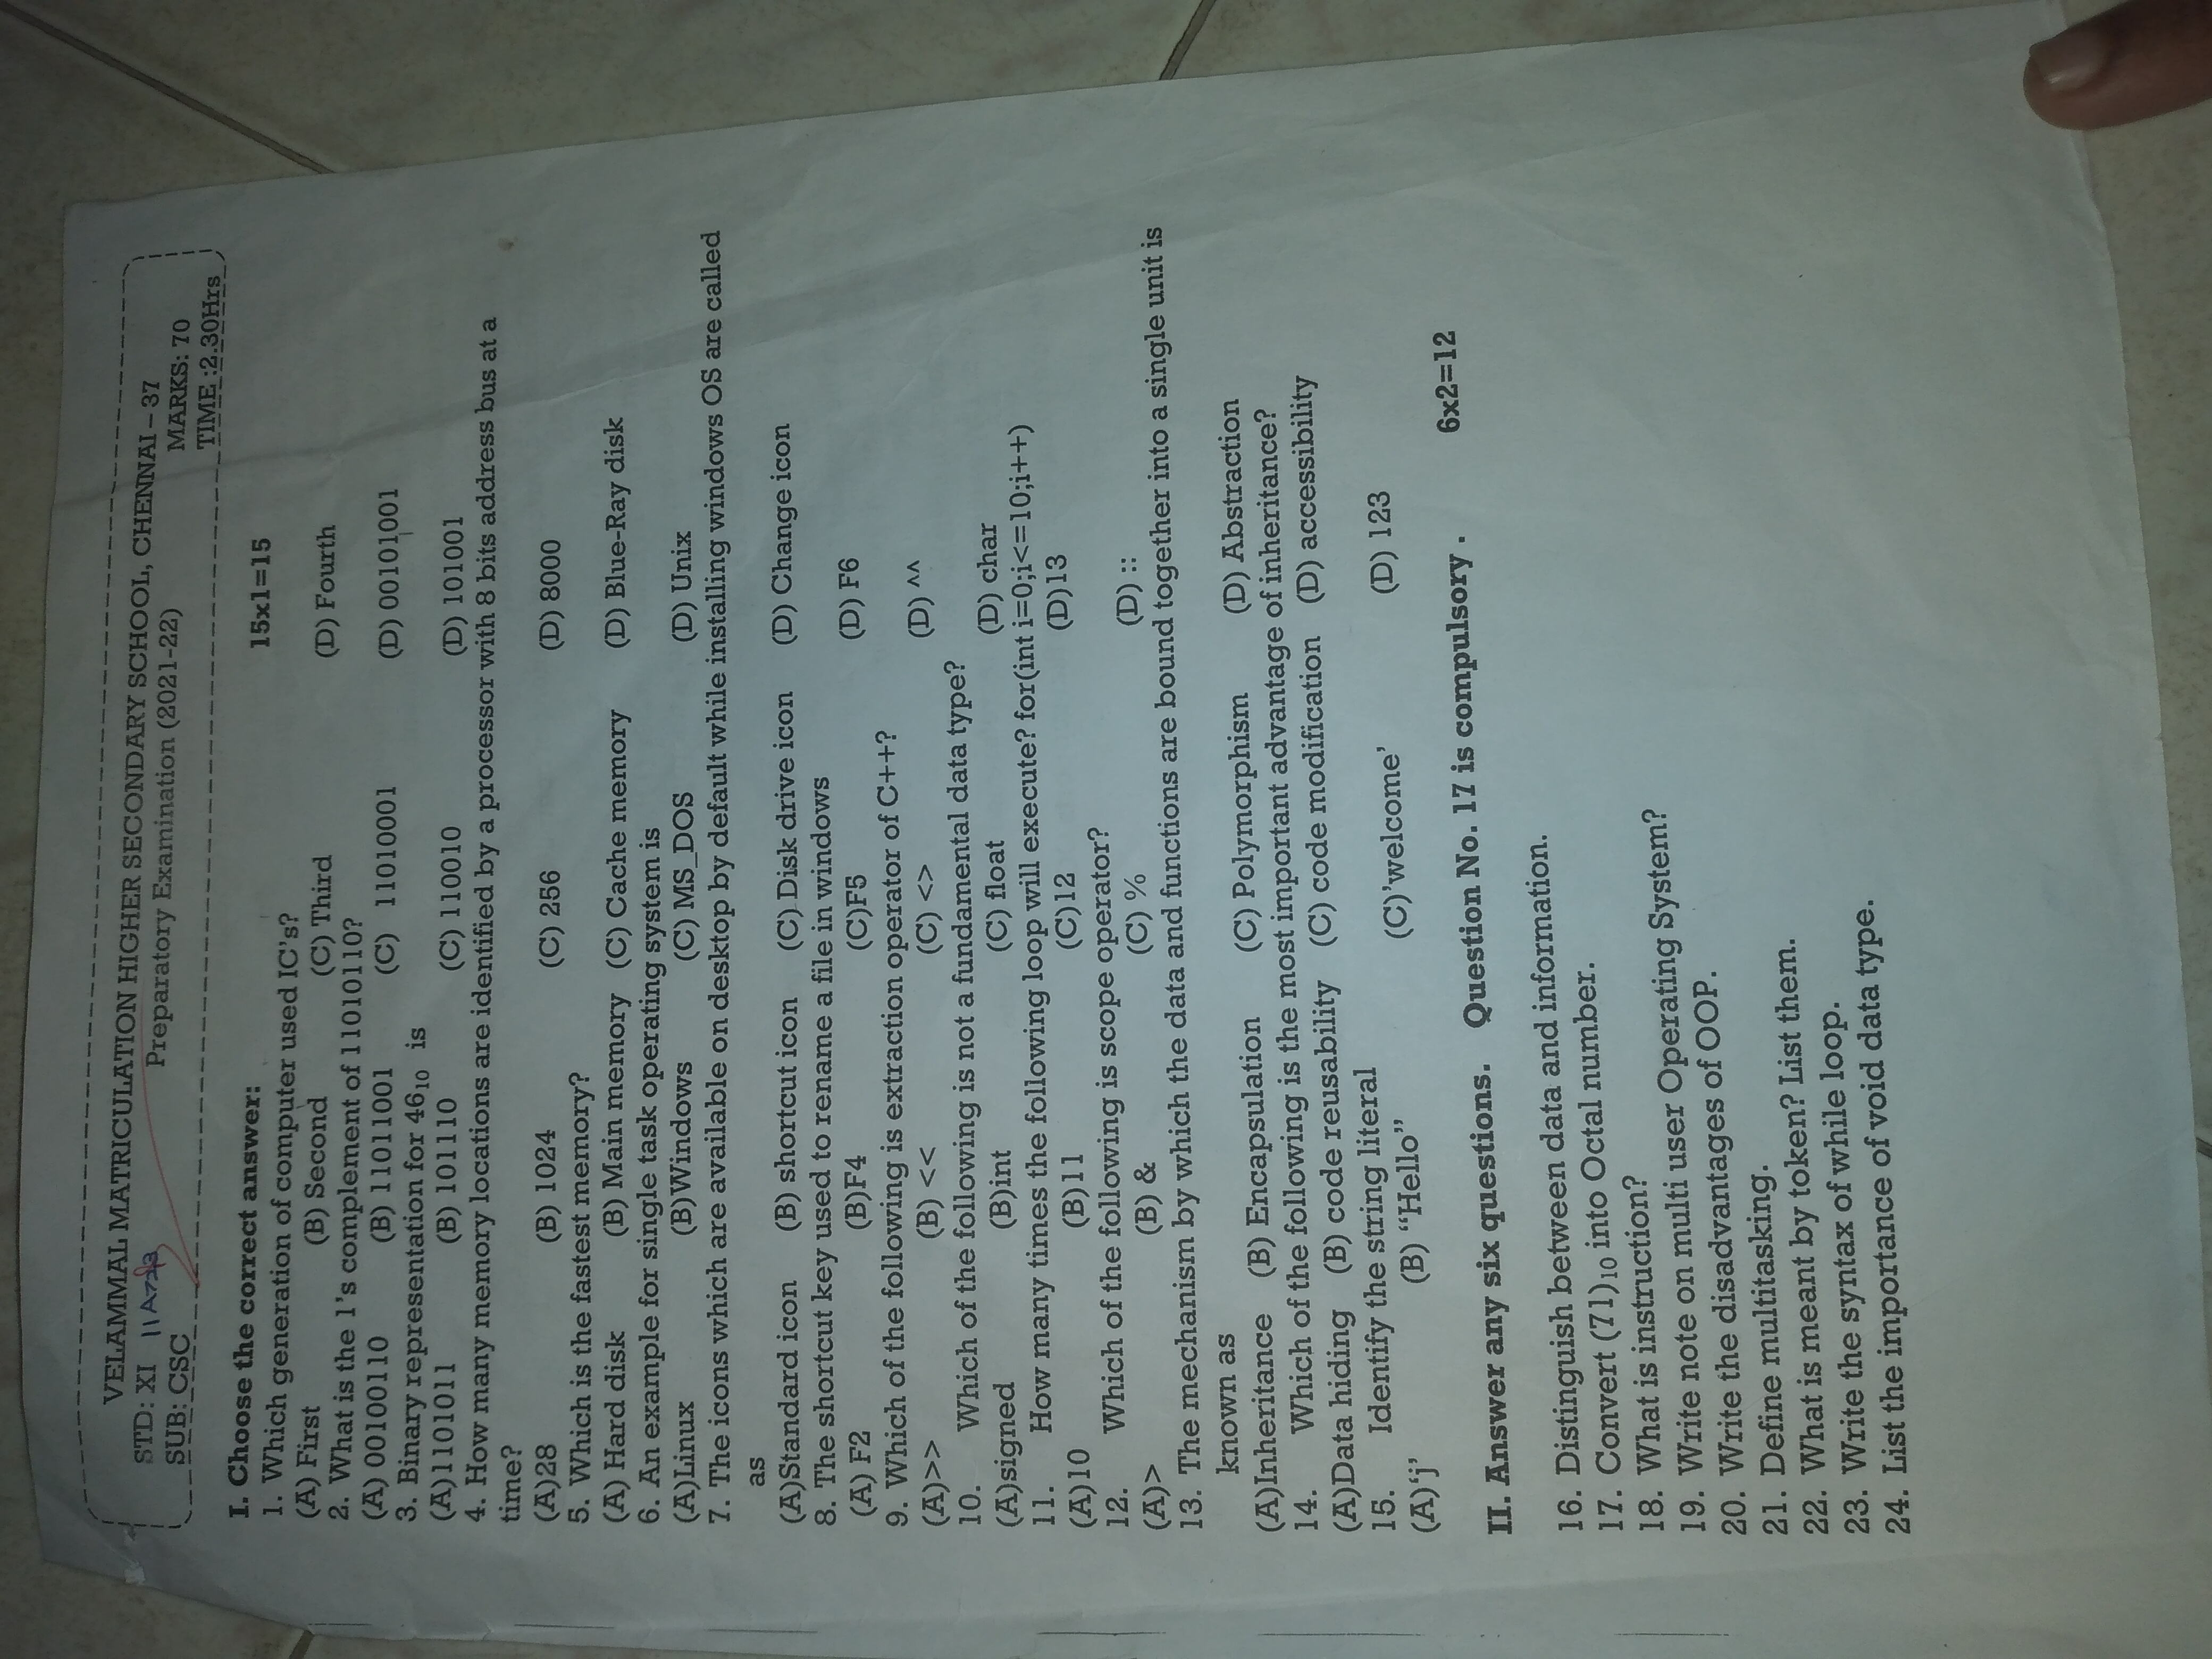 VELAMMAL MATRICULATION HIGHER SECONDARY SCHOOL, CHENNAI – 37
STD: XI
Preparatory Examination (2021-22)
MARKS: 70
SUB: CSC
TIME :2.30Hrs
I. Choose the correct answer: 15x1=15
1. Which generation of computer used IC's?
(A) First (B) Second (C) Third (D) Fourth
2. What is the 1's complement of 11010110?
(A) 00100110 (B) 11011001 (C) 11010001 (D) 00101001
3. Binary representation for 46₁₀ is
(A)1101011 (B) 101110 (C) 110010 (D) 101001
4. How many memory locations are identified by a processor with 8 bits address bus at a
time?
(A)28 (B) 1024 (C) 256 (D) 8000
5. Which is the fastest memory?
(A) Hard disk (B) Main memory (C) Cache memory (D) Blue-Ray disk
6. An example for single task operating system is
(A)Linux (B)Windows (C) MS_DOS (D) Unix
7. The icons which are available on desktop by default while installing windows OS are called
as
(A)Standard icon (B) shortcut icon (C) Disk drive icon (D) Change icon
8. The shortcut key used to rename a file in windows
(A) F2 (B)F4 (C)F5 (D) F6
9. Which of the following is extraction operator of C++?
(A)>> (B) << (C) <> (D) ^^
10. Which of the following is not a fundamental data type?
(A)signed (B)int (C) float (D) char
11. How many times the following loop will execute? for(int i=0;i<=10;i++)
(A)10 (B)11 (C)12 (D)13
12. Which of the following is scope operator?
(A)> (B) & (C) % (D) ::
13. The mechanism by which the data and functions are bound together into a single unit is
known as
(A)Inheritance (B) Encapsulation (C) Polymorphism (D) Abstraction
14. Which of the following is the most important advantage of inheritance?
(A)Data hiding (B) code reusability (C) code modification (D) accessibility
15. Identify the string literal
(A)‘j’ (B) “Hello” (C)’welcome’ (D) 123
II. Answer any six questions. Question No. 17 is compulsory . 6x2=12
16. Distinguish between data and information.
17. Convert (71)₁₀ into Octal number.
18. What is instruction?
19. Write note on multi user Operating System?
20. Write the disadvantages of OOP.
21. Define multitasking.
22. What is meant by token? List them.
23. Write the syntax of while loop.
24. List the importance of void data type.